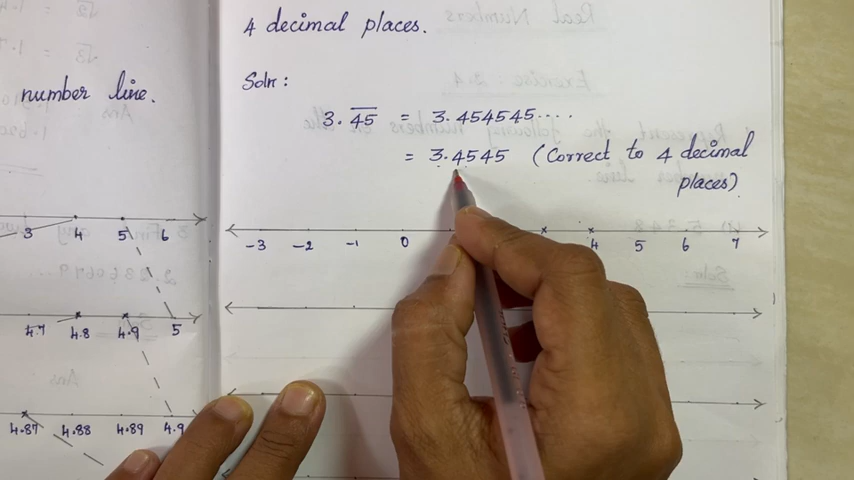 4 decimal places.
Soln:
3.4̅5̅ = 3.454545....
= 3.4545 (Correct to 4 decimal
places)
-3 -2 -1 0 4 5 6 7
number line.
3 4 5 6
4.7 4.8 4.9 5
4.87 4.88 4.89 4.9